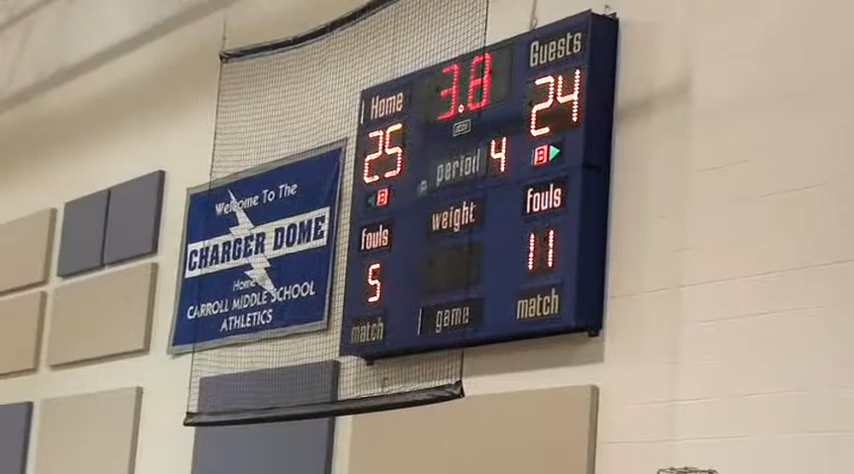 Home
3.8
Guests
25
24
period 4
B
B
fouls
weight
fouls
5
11
match
game
match
Welcome To The
CHARGER DOME
Home
CARROLL MIDDLE SCHOOL
ATHLETICS